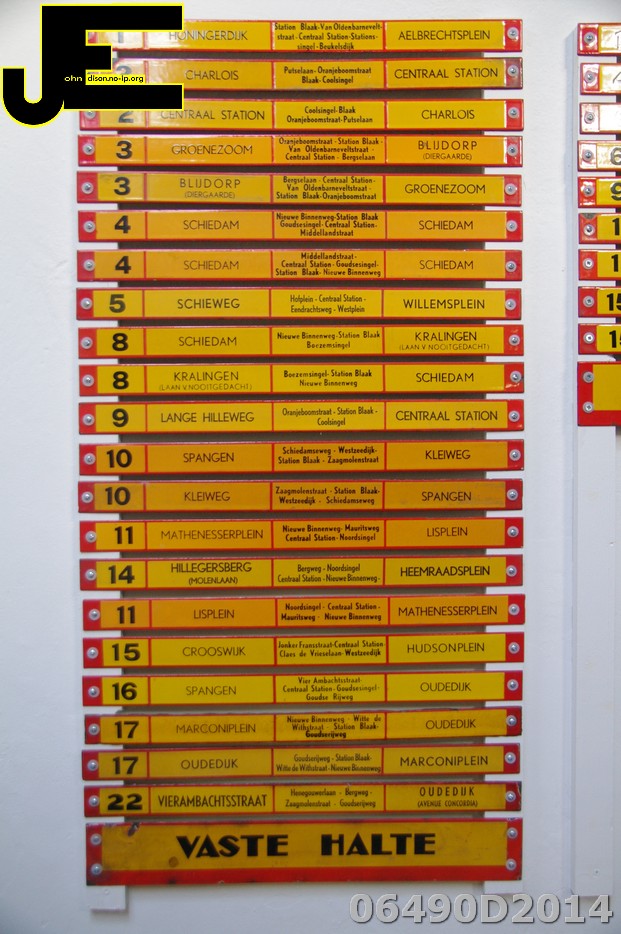 JE
ohn disorı.no-ip.org
1 HONINGERDIJK Station Blaak-Van Oldenbarnevelt-
straat-Centraal Station-Stations-
singel-Beukelsdijk AELBRECHTSPLEIN
CHARLOIS Putselaan-Oranjeboomstraat
Blaak-Coolsingel CENTRAAL STATION
2 CENTRAAL STATION Coolsingel-Blaak
Oranjeboomstraat-Putselaan CHARLOIS
3 GROENEZOOM Oranjeboomstraat-Station Blaak-
Van Oldenbarneveltstraat-
Centraal Station - Bergselaan BLIJDORP
(DIERGAARDE)
3 BLIJDORP
(DIERGAARDE) Bergselaan - Centraal Station-
Van Oldenbarneveltstraat-
Station Blaak-Oranjeboomstraat GROENEZOOM
4 SCHIEDAM Nieuwe Binnenweg-Station Blaak
Goudsesingel-Centraal Station-
Middellandstraat SCHIEDAM
4 SCHIEDAM Middellandstraat-
Centraal Station-Goudsesingel-
Station Blaak-Nieuwe Binnenweg SCHIEDAM
5 SCHIEWEG Hofplein - Centraal Station -
Eendrachtsweg - Westplein WILLEMSPLEIN
8 SCHIEDAM Nieuwe Binnenweg-Station Blaak
Boezemsingel KRALINGEN
(LAAN V. NOOITGEDACHT)
8 KRALINGEN
(LAAN V. NOOITGEDACHT) Boezemsingel-Station Blaak
Nieuwe Binnenweg SCHIEDAM
9 LANGE HILLEWEG Oranjeboomstraat - Station Blaak -
Coolsingel CENTRAAL STATION
10 SPANGEN Schiedamseweg - Westzeedijk-
Station Blaak - Zaagmolenstraat KLEIWEG
10 KLEIWEG Zaagmolenstraat - Station Blaak-
Westzeedijk - Schiedamseweg SPANGEN
11 MATHENESSERPLEIN Nieuwe Binnenweg-Mauritsweg
Centraal Station-Noordsingel LISPLEIN
14 HILLEGERSBERG
(MOLENLAAN) Bergweg - Noordsingel
Centraal Station - Nieuwe Binnenweg - HEEMRAADSPLEIN
11 LISPLEIN Noordsingel - Centraal Station -
Mauritsweg - Nieuwe Binnenweg MATHENESSERPLEIN
15 CROOSWIJK Jonker Fransstraat-Centraal Station
Claes de Vrieselaan-Westzeedijk HUDSONPLEIN
16 SPANGEN Vier Ambachtsstraat-
Centraal Station-Goudsesingel-
Goudse Rijweg OUDEDIJK
17 MARCONIPLEIN Nieuwe Binnenweg - Witte de
Withstraat - Station Blaak-
Goudserijweg OUDEDIJK
17 OUDEDIJK Goudserijweg - Station Blaak-
Witte de Withstraat-Nieuwe Binnenweg MARCONIPLEIN
22 VIERAMBACHTSSTRAAT Henegouwerlaan - Bergweg -
Zaagmolenstraat - Goudserijweg OUDEDIJK
(AVENUE CONCORDIA)
VASTE HALTE
06490D2014